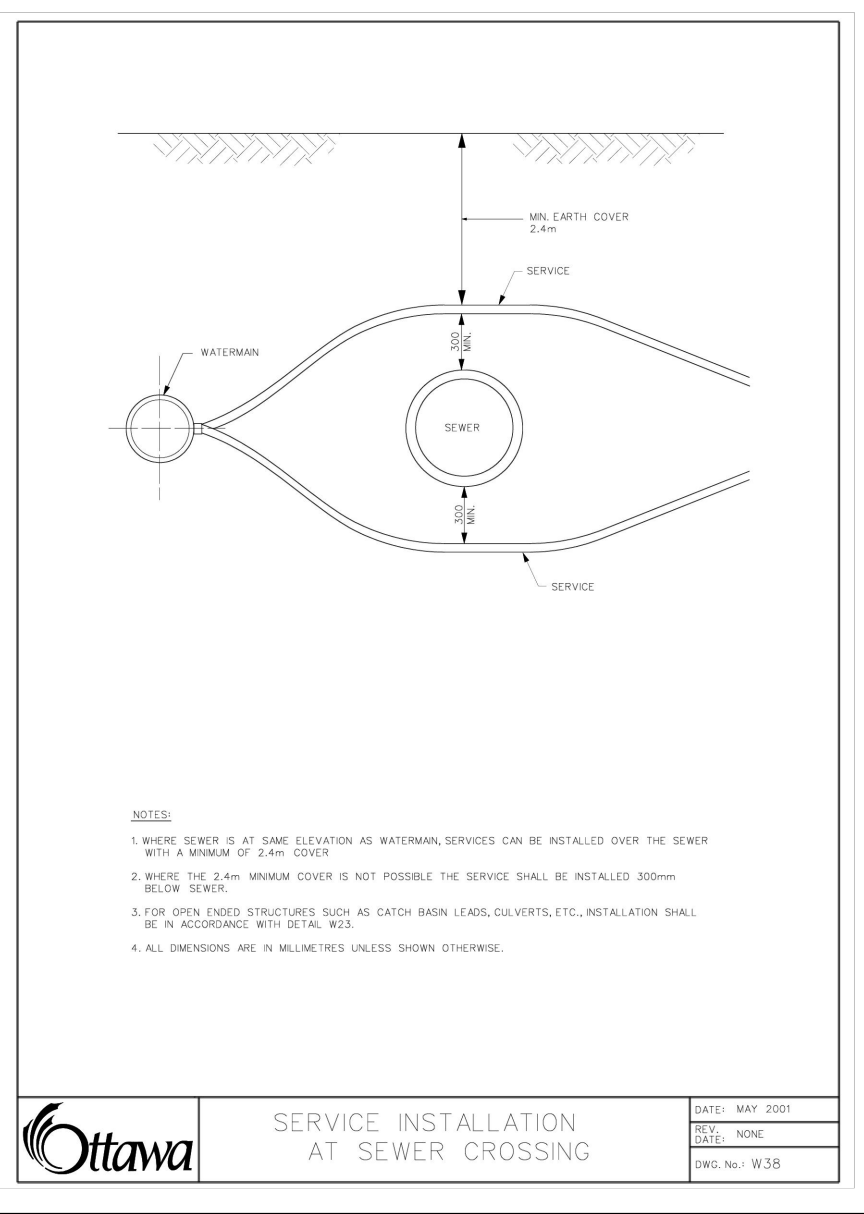 MIN. EARTH COVER
2.4m
SERVICE
300
MIN.
WATERMAIN
SEWER
300
MIN.
SERVICE
NOTES:
1. WHERE SEWER IS AT SAME ELEVATION AS WATERMAIN, SERVICES CAN BE INSTALLED OVER THE SEWER
WITH A MINIMUM OF 2.4m COVER
2. WHERE THE 2.4m MINIMUM COVER IS NOT POSSIBLE THE SERVICE SHALL BE INSTALLED 300mm
BELOW SEWER.
3. FOR OPEN ENDED STRUCTURES SUCH AS CATCH BASIN LEADS, CULVERTS, ETC., INSTALLATION SHALL
BE IN ACCORDANCE WITH DETAIL W23.
4. ALL DIMENSIONS ARE IN MILLIMETRES UNLESS SHOWN OTHERWISE.
Ottawa
SERVICE INSTALLATION
AT SEWER CROSSING
DATE: MAY 2001
REV.
DATE: NONE
DWG. No.: W38